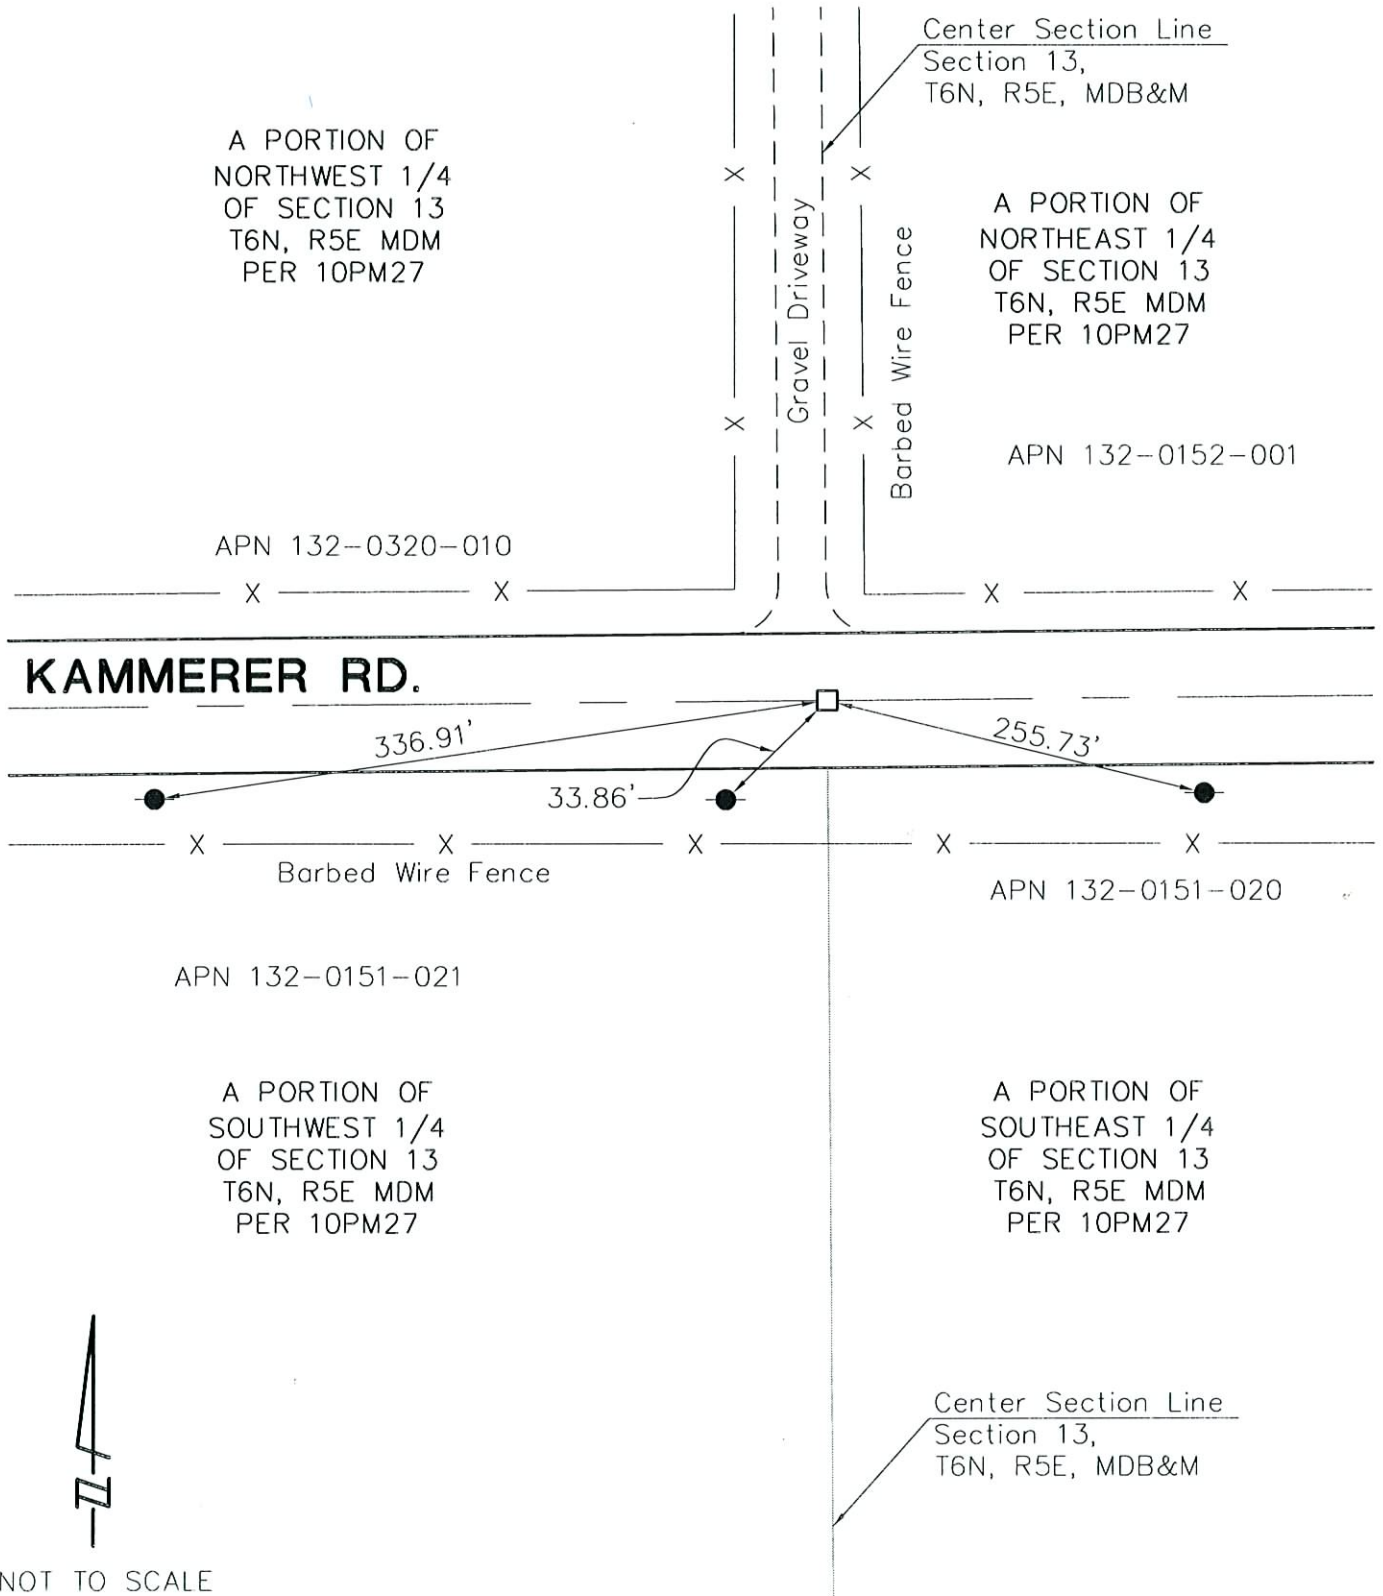 Center Section Line
Section 13,
T6N, R5E, MDB&M
A PORTION OF
NORTHWEST 1/4
OF SECTION 13
T6N, R5E MDM
PER 10PM27
A PORTION OF
NORTHEAST 1/4
OF SECTION 13
T6N, R5E MDM
PER 10PM27
X
X
Gravel Driveway
Barbed Wire Fence
X
X
APN 132-0152-001
APN 132-0320-010
X
X
X
X
KAMMERER RD.
336.91'
255.73'
33.86'
X
X
X
X
X
Barbed Wire Fence
APN 132-0151-020
APN 132-0151-021
A PORTION OF
SOUTHWEST 1/4
OF SECTION 13
T6N, R5E MDM
PER 10PM27
A PORTION OF
SOUTHEAST 1/4
OF SECTION 13
T6N, R5E MDM
PER 10PM27
Center Section Line
Section 13,
T6N, R5E, MDB&M
N
NOT TO SCALE